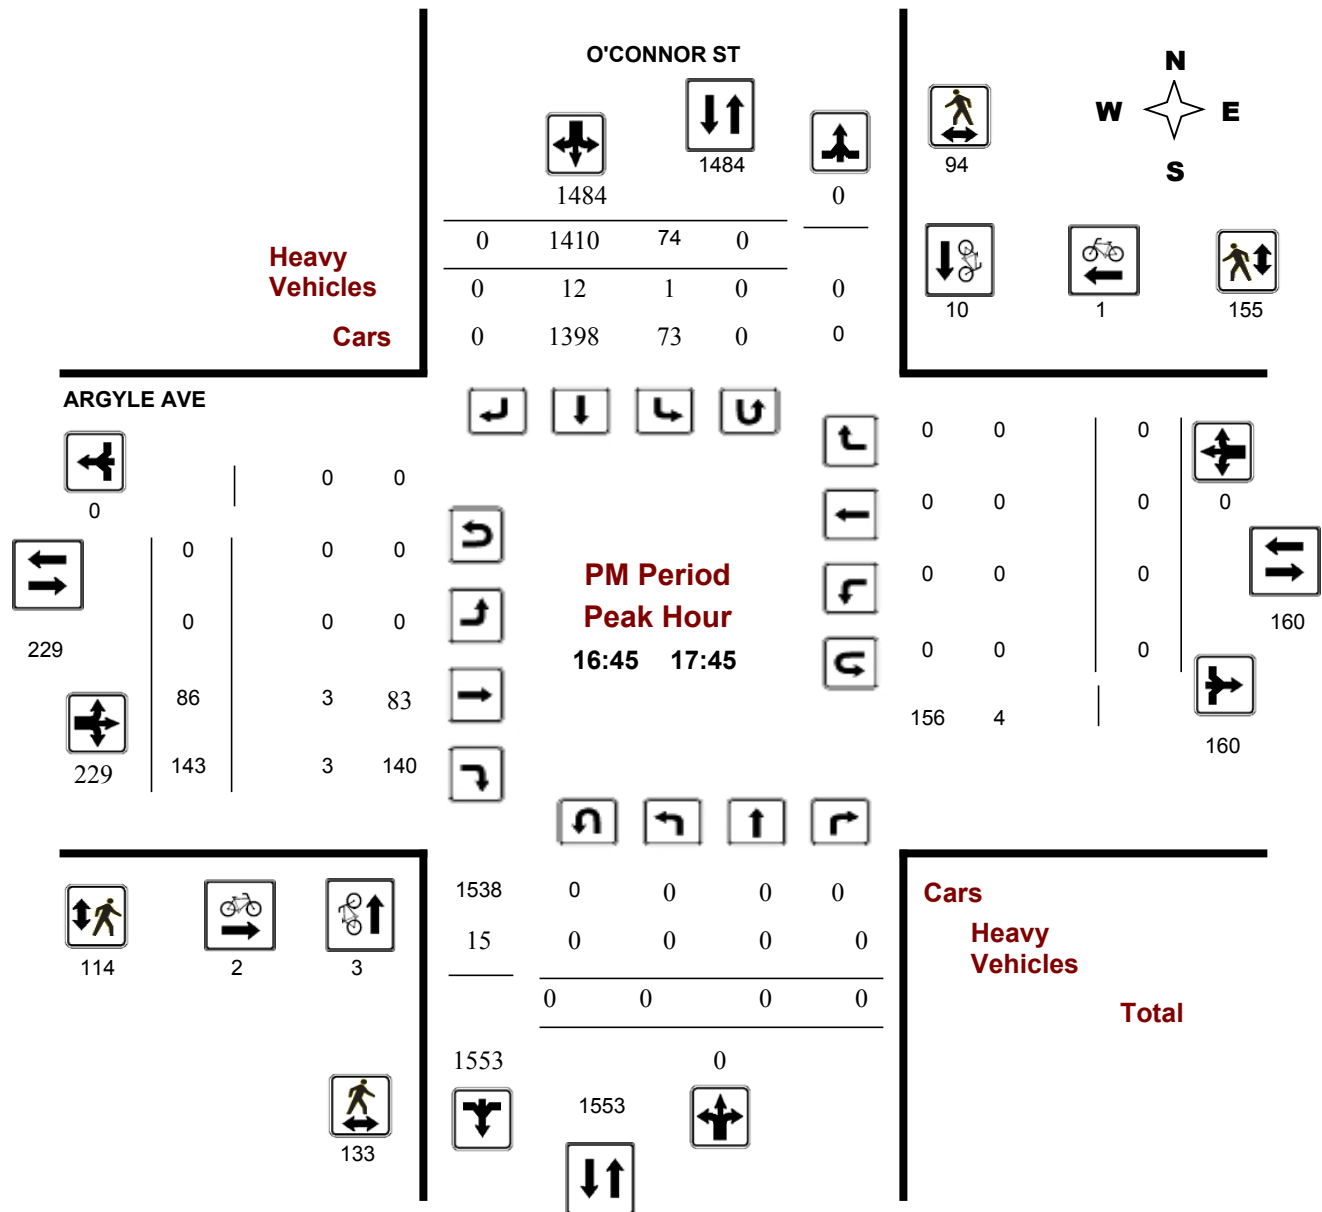 O'CONNOR ST
N
W E
S
1484
94
1484 0
0 1410 74 0
Heavy
Vehicles 0 12 1 0 0
10 1 155
Cars 0 1398 73 0 0
ARGYLE AVE
0 0 0
0 0
0
0 0 0 0
0 0 0
0 0 0
PM Period
0 0 0
Peak Hour
0 0 0
160
229
16:45 17:45
0 0 0
86 3 83
156 4
160
229 143 3 140
1538 0 0 0 0
Cars
15 0 0 0 0
Heavy
Vehicles
114 2 3
0 0 0 0
Total
1553 0
1553
133